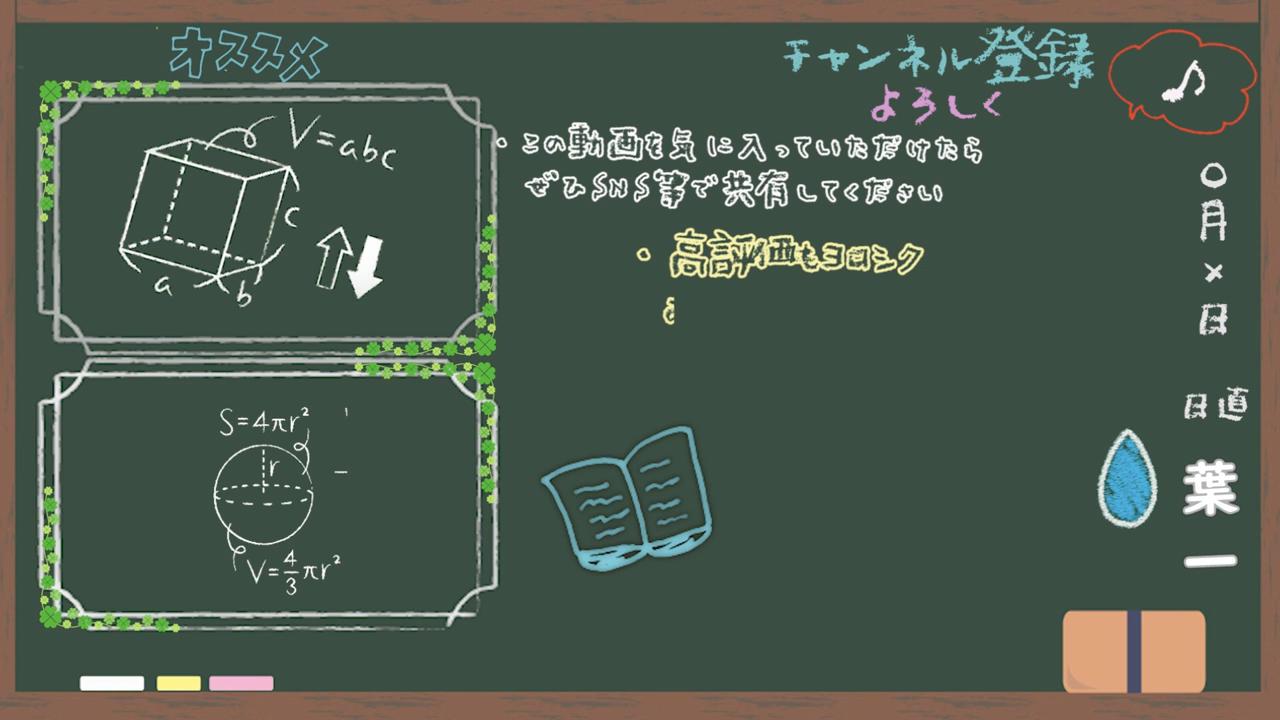 オススメ
V=abc
c
a
b
S=4πr²
r
V=4/3πr²
チャンネル登録
よろしく
・この動画を気に入っていただけたら
ぜひSNS等で共有してください
・高評価もヨロシク
♪
〇月×日
日直
葉一